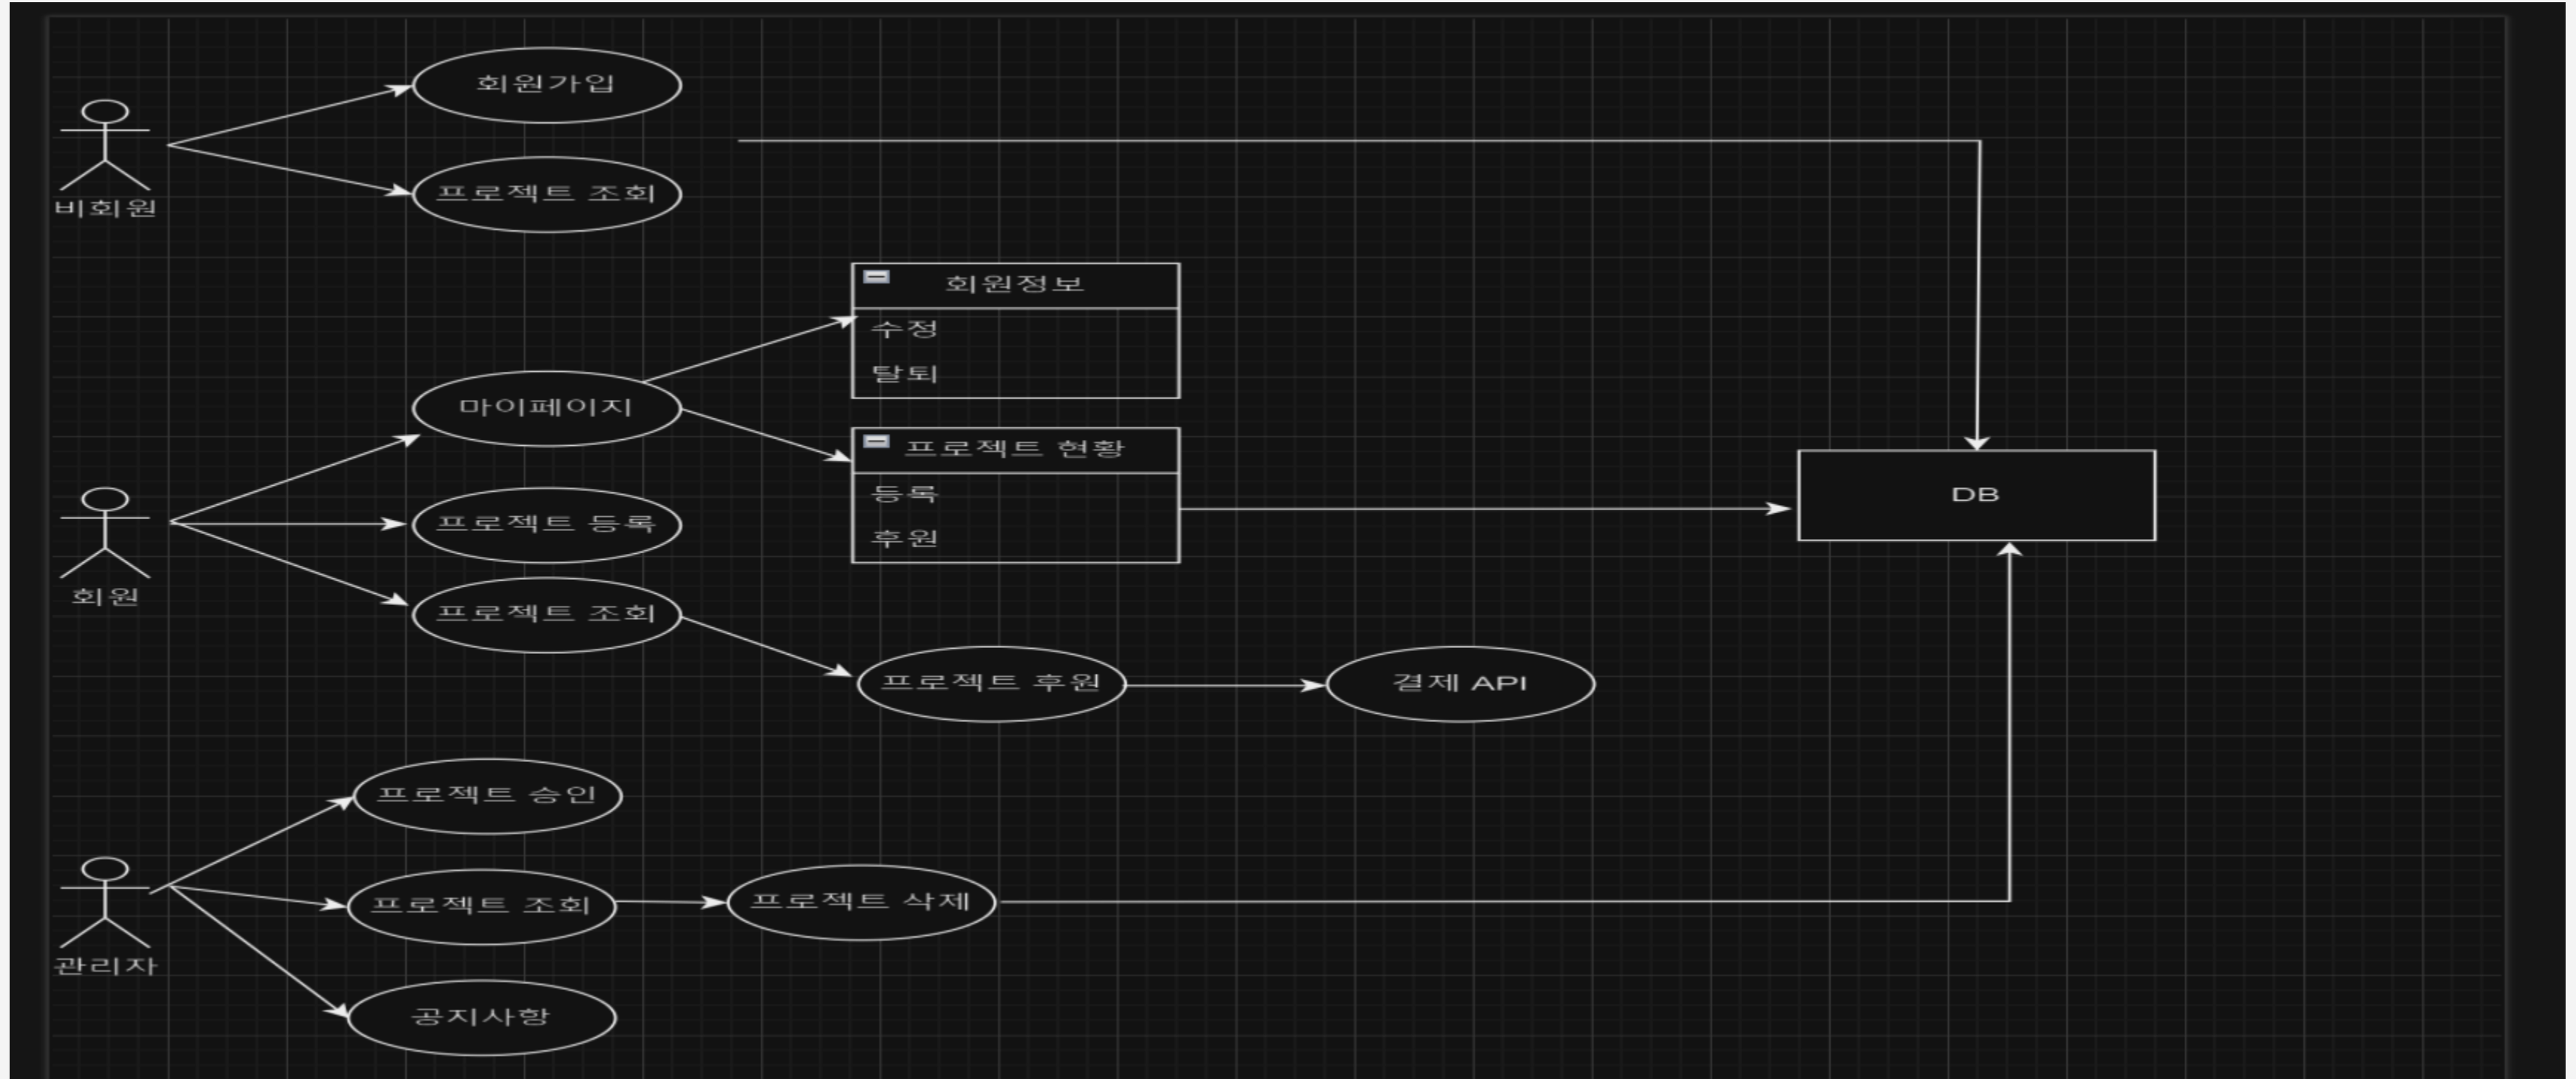 회원가입
프로젝트 조회
비회원
회원정보
수정
탈퇴
마이페이지
프로젝트 현황
등록
후원
DB
프로젝트 등록
회원
프로젝트 조회
프로젝트 후원
결제 API
프로젝트 승인
프로젝트 조회
프로젝트 삭제
관리자
공지사항